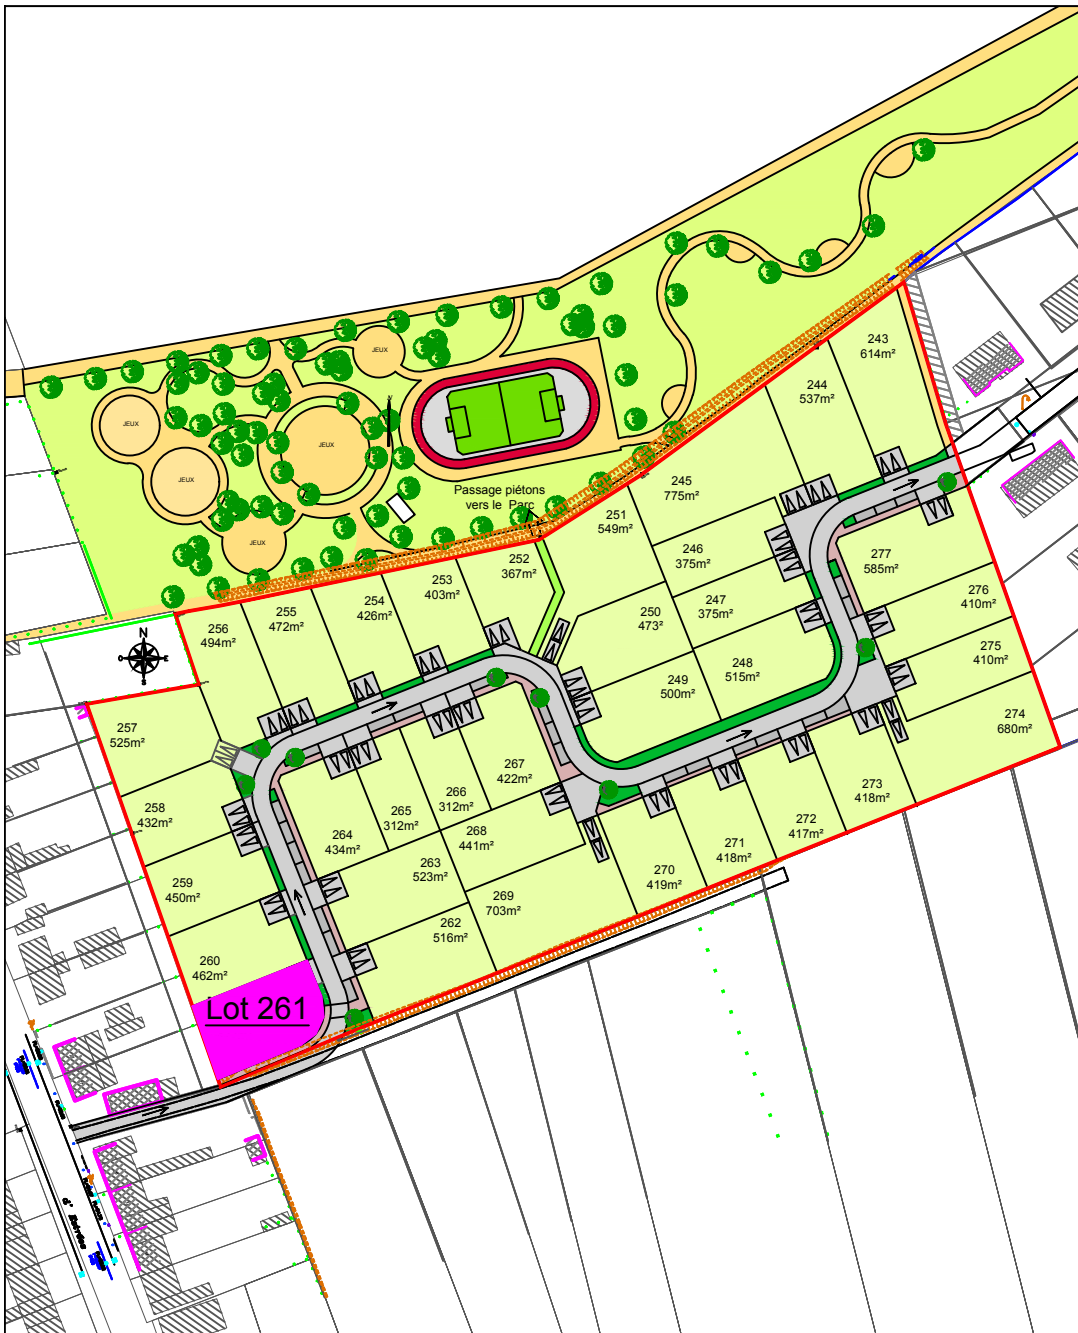 JEUX
JEUX
JEUX
JEUX
JEUX
Passage piétons
vers le Parc
243
614m²
244
537m²
245
775m²
251
549m²
246
375m²
252
367m²
253
403m²
277
585m²
276
410m²
247
375m²
254
426m²
255
472m²
256
494m²
250
473²
N
E
S
275
410m²
248
515m²
249
500m²
274
680m²
257
525m²
267
422m²
273
418m²
258
432m²
266
312m²
265
312m²
264
434m²
268
441m²
272
417m²
271
418m²
263
523m²
270
419m²
259
450m²
269
703m²
262
516m²
260
462m²
Lot 261